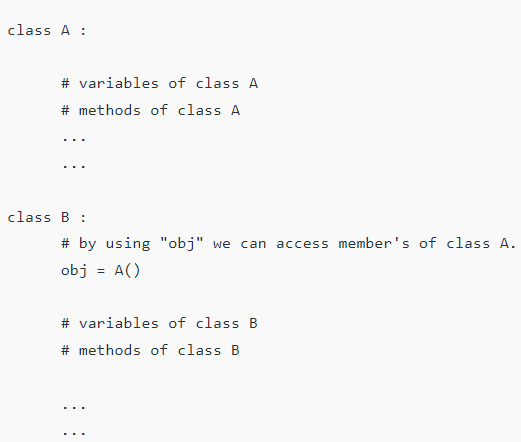 class A :
# variables of class A
# methods of class A
...
...
class B :
# by using "obj" we can access member's of class A.
obj = A()
# variables of class B
# methods of class B
...
...